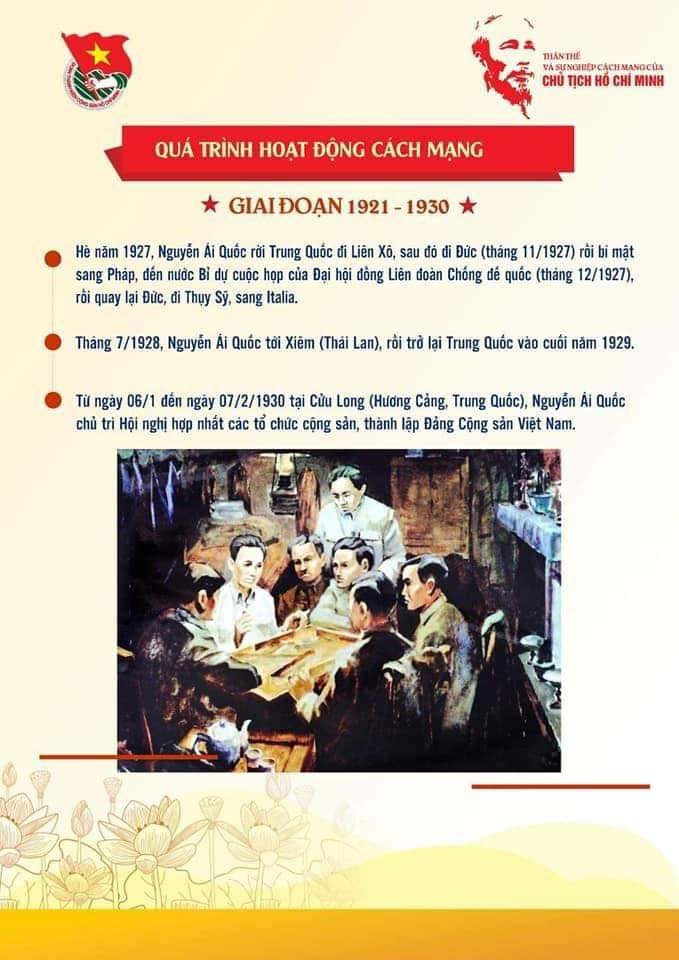 THÂN THẾ
VÀ SỰ NGHIỆP CÁCH MẠNG CỦA
CHỦ TỊCH HỒ CHÍ MINH
QUÁ TRÌNH HOẠT ĐỘNG CÁCH MẠNG
GIAI ĐOẠN 1921 - 1930
Hè năm 1927, Nguyễn Ái Quốc rời Trung Quốc đi Liên Xô, sau đó đi Đức (tháng 11/1927) rồi bí mật
sang Pháp, đến nước Bỉ dự cuộc họp của Đại hội đồng Liên đoàn Chống đế quốc (tháng 12/1927),
rồi quay lại Đức, đi Thụy Sỹ, sang Italia.
Tháng 7/1928, Nguyễn Ái Quốc tới Xiêm (Thái Lan), rồi trở lại Trung Quốc vào cuối năm 1929.
Từ ngày 06/1 đến ngày 07/2/1930 tại Cửu Long (Hương Cảng, Trung Quốc), Nguyễn Ái Quốc
chủ trì Hội nghị hợp nhất các tổ chức cộng sản, thành lập Đảng Cộng sản Việt Nam.